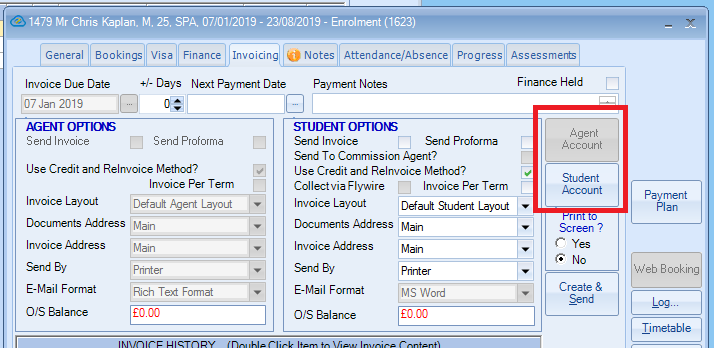 1479 Mr Chris Kaplan, M, 25, SPA, 07/01/2019 - 23/08/2019 - Enrolment (1623)
General Bookings Visa Finance Invoicing Notes Attendance/Absence Progress Assessments
Invoice Due Date +/- Days Next Payment Date Payment Notes Finance Held
07 Jan 2019 ... 0 ...
AGENT OPTIONS
Send Invoice Send Proforma
Use Credit and ReInvoice Method?
Invoice Per Term
Invoice Layout Default Agent Layout
Documents Address Main
Invoice Address Main
Send By Printer
E-Mail Format Rich Text Format
O/S Balance £0.00
STUDENT OPTIONS
Send Invoice Send Proforma
Send To Commission Agent?
Use Credit and ReInvoice Method?
Collect via Flywire Invoice Per Term
Invoice Layout Default Student Layout
Documents Address Main
Invoice Address Main
Send By Printer
E-Mail Format MS Word
O/S Balance £0.00
Agent
Account
Student
Account
Print to
Screen ?
Yes
No
Create &
Send
Payment
Plan
Web Booking
Log...
Timetable
INVOICE HISTORY (Double Click Item to View Invoice Content)